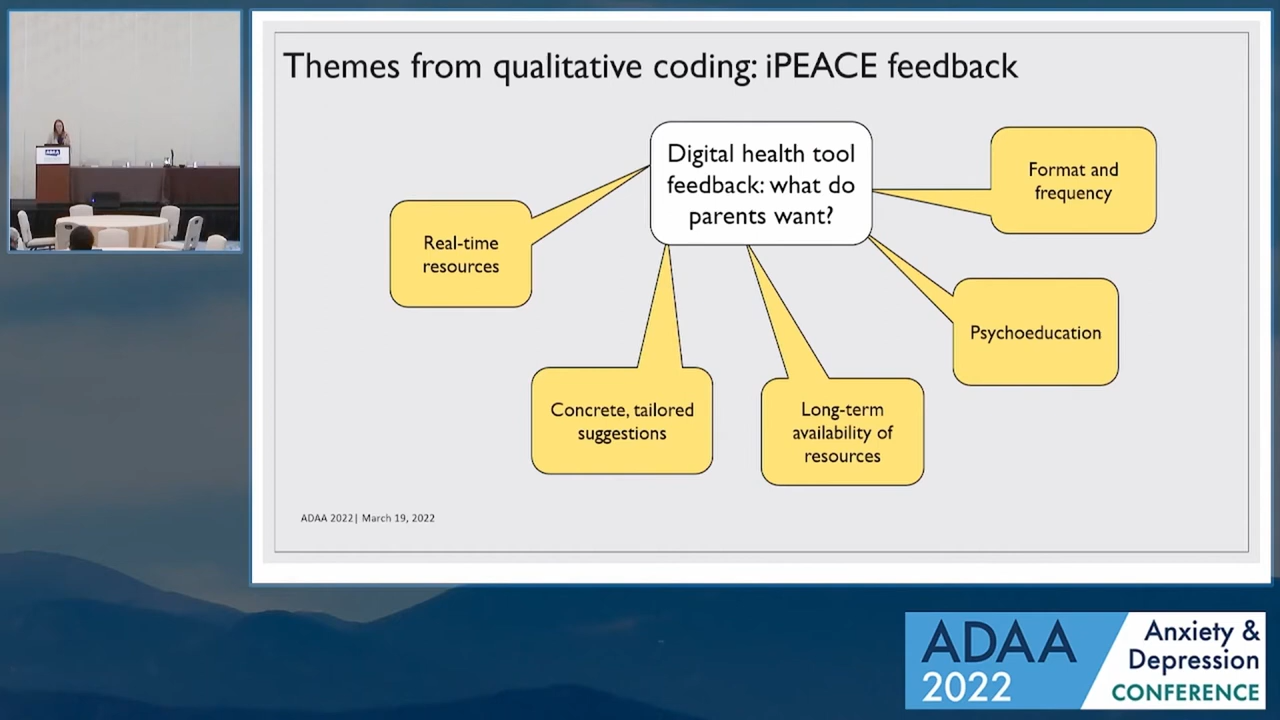 Themes from qualitative coding: iPEACE feedback
Digital health tool
feedback: what do
parents want?
Format and
frequency
Real-time
resources
Psychoeducation
Concrete, tailored
suggestions
Long-term
availability of
resources
ADAA 2022| March 19, 2022
ADAA
2022
Anxiety &
Depression
CONFERENCE